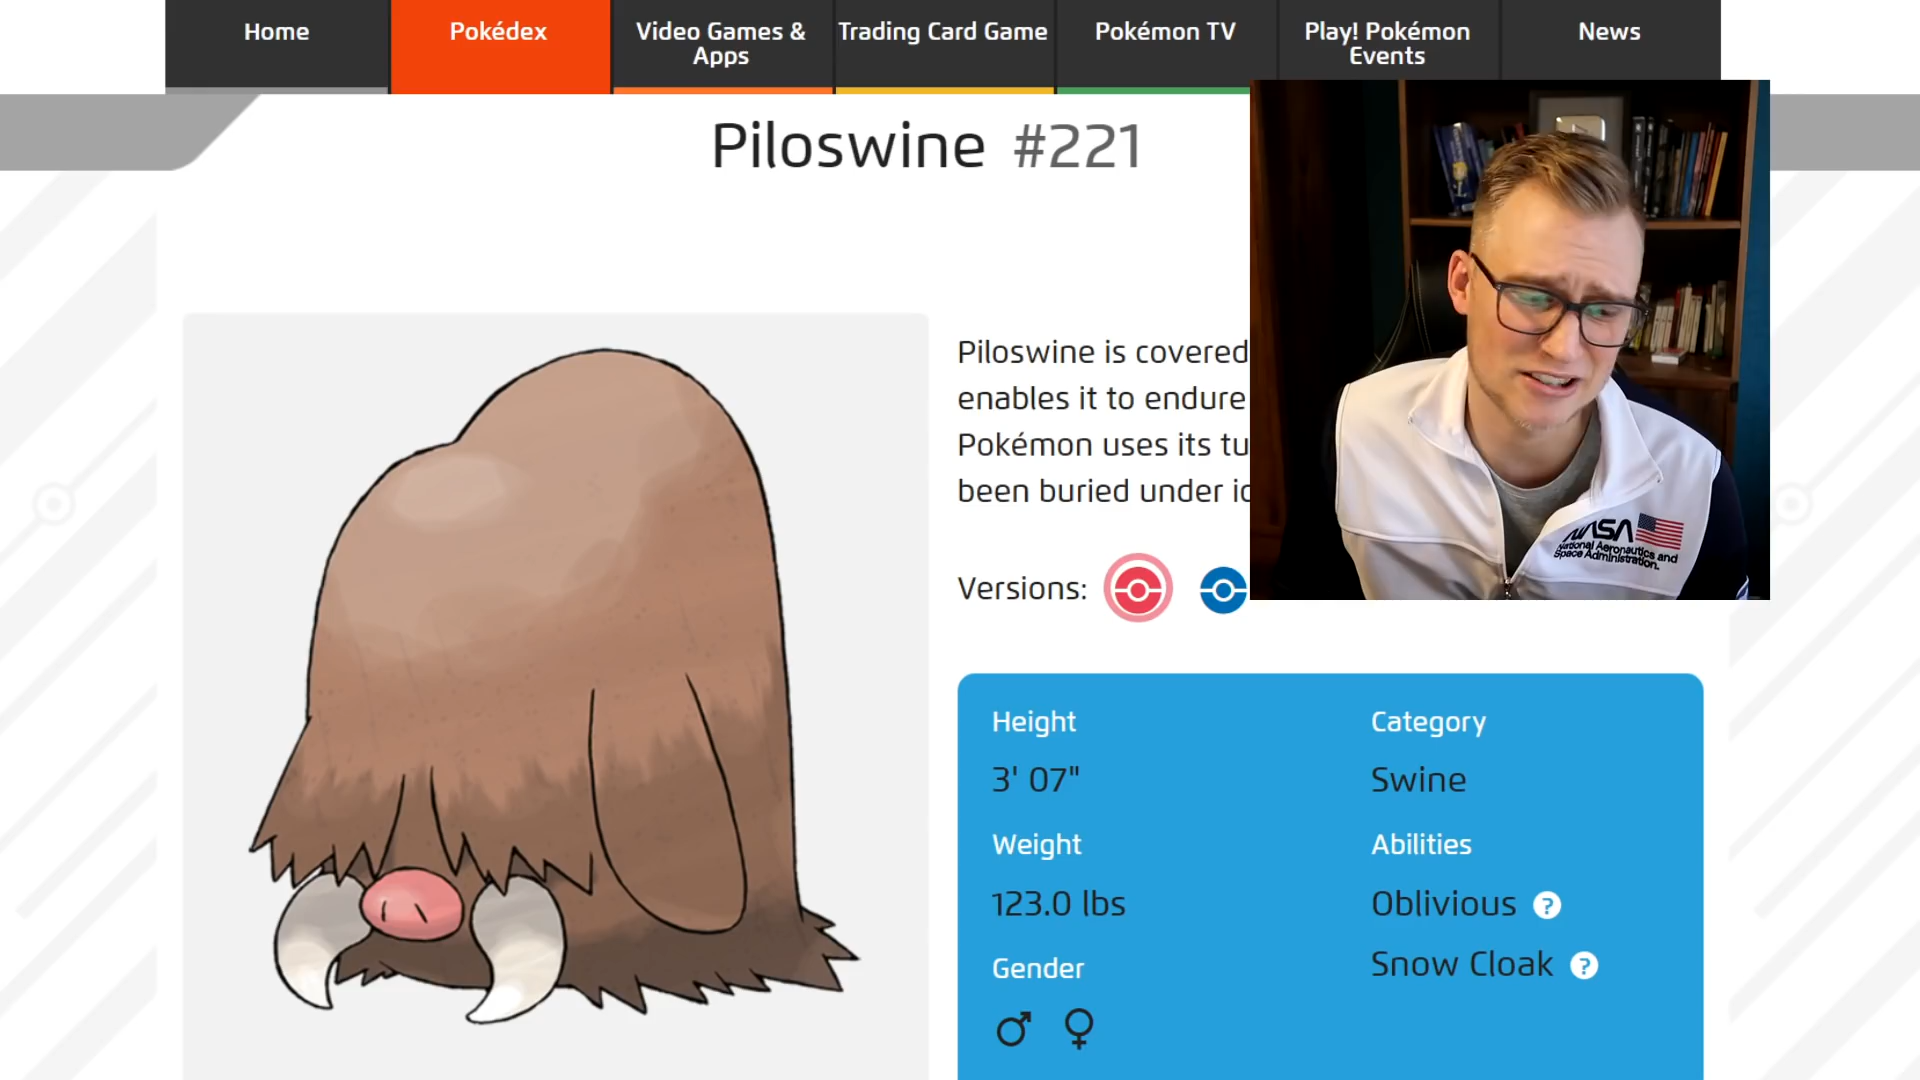 Home
Pokédex
Video Games &
Apps
Trading Card Game
Pokémon TV
Play! Pokémon
Events
News
Piloswine #221
Piloswine is covered
enables it to endure
Pokémon uses its
been buried under
Versions:
Height
3' 07"
Weight
123.0 lbs
Gender
Category
Swine
Abilities
Oblivious ?
Snow Cloak ?
NASA
National Aeronautics and
Space Administration.